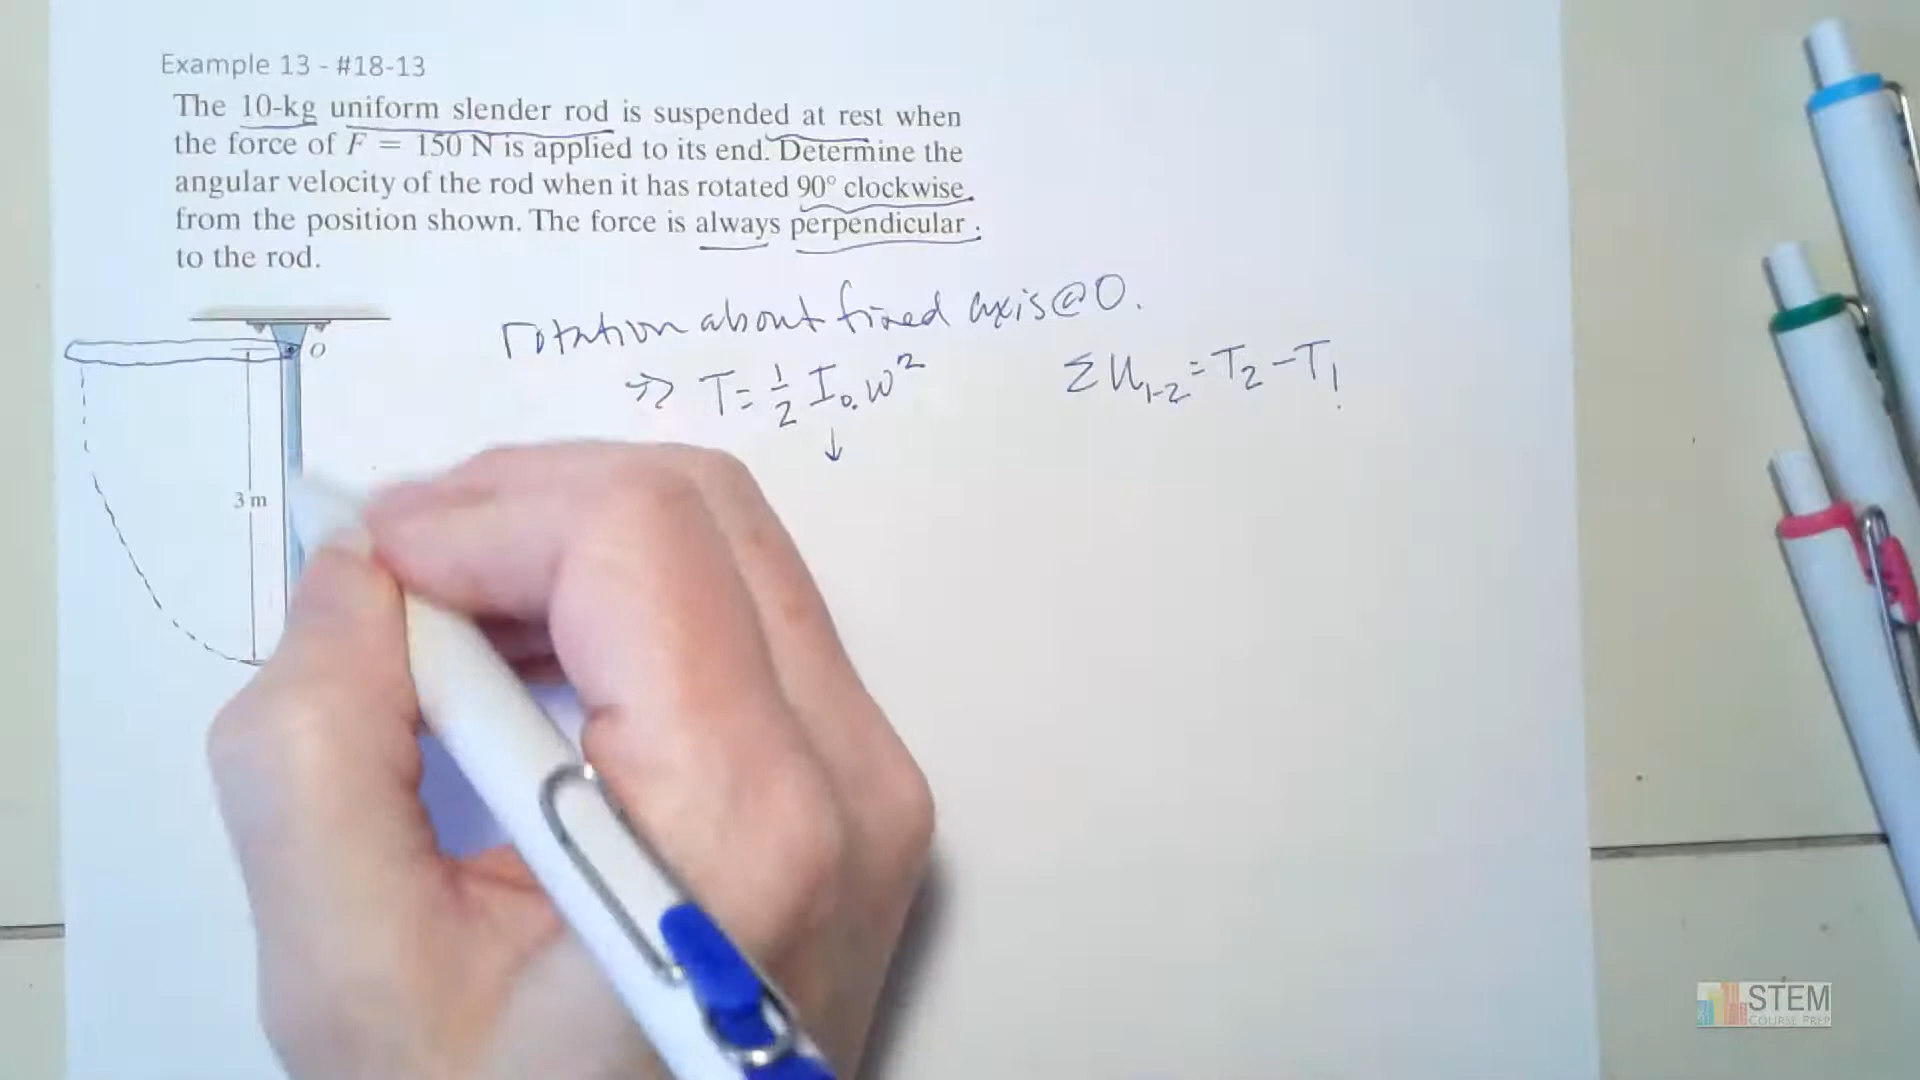 Example 13 - #18-13
The 10-kg uniform slender rod is suspended at rest when
the force of F = 150 N is applied to its end. Determine the
angular velocity of the rod when it has rotated 90° clockwise
from the position shown. The force is always perpendicular
to the rod.
rotation about fixed axis @ O.
O
⇒ T = 1/2 I₀ ω²
ΣU₁₋₂ = T₂ - T₁
↓
3 m
STEM
COURSE PREP